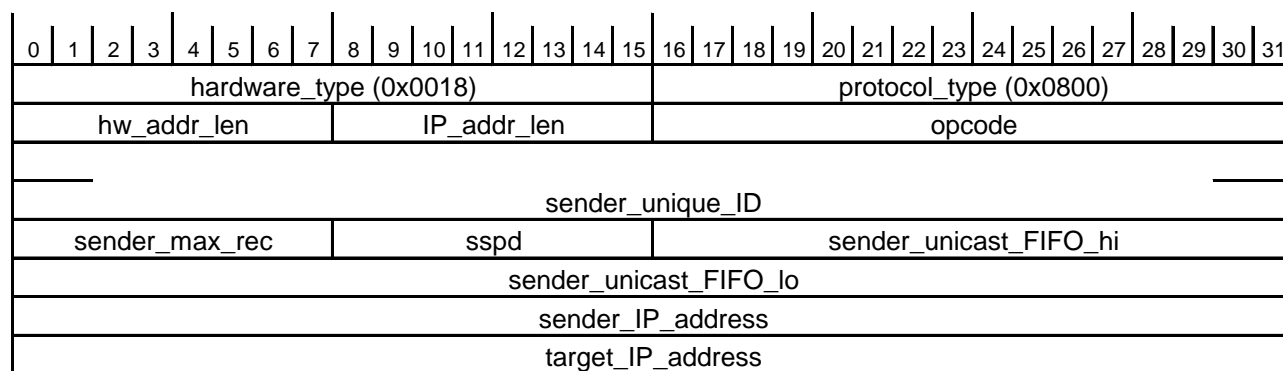 0 1 2 3 4 5 6 7 8 9 10 11 12 13 14 15 16 17 18 19 20 21 22 23 24 25 26 27 28 29 30 31
hardware_type (0x0018) protocol_type (0x0800)
hw_addr_len IP_addr_len opcode
sender_unique_ID
sender_max_rec sspd sender_unicast_FIFO_hi
sender_unicast_FIFO_lo
sender_IP_address
target_IP_address